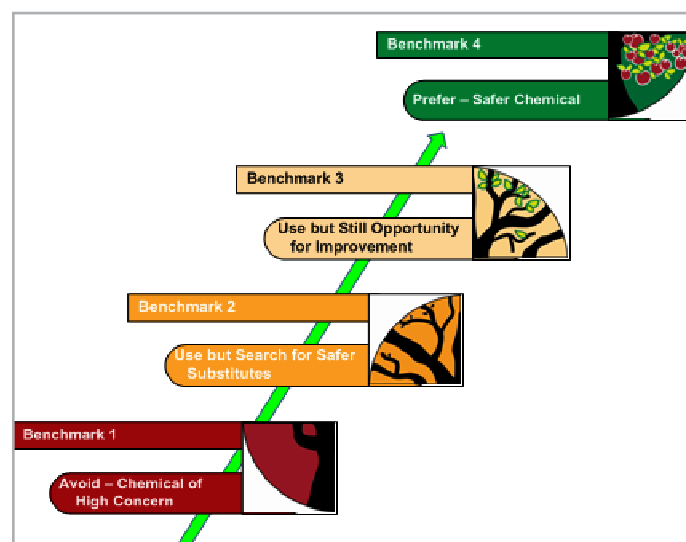 Benchmark 4
Prefer – Safer Chemical
Benchmark 3
Use but Still Opportunity
for Improvement
Benchmark 2
Use but Search for Safer
Substitutes
Benchmark 1
Avoid – Chemical of
High Concern